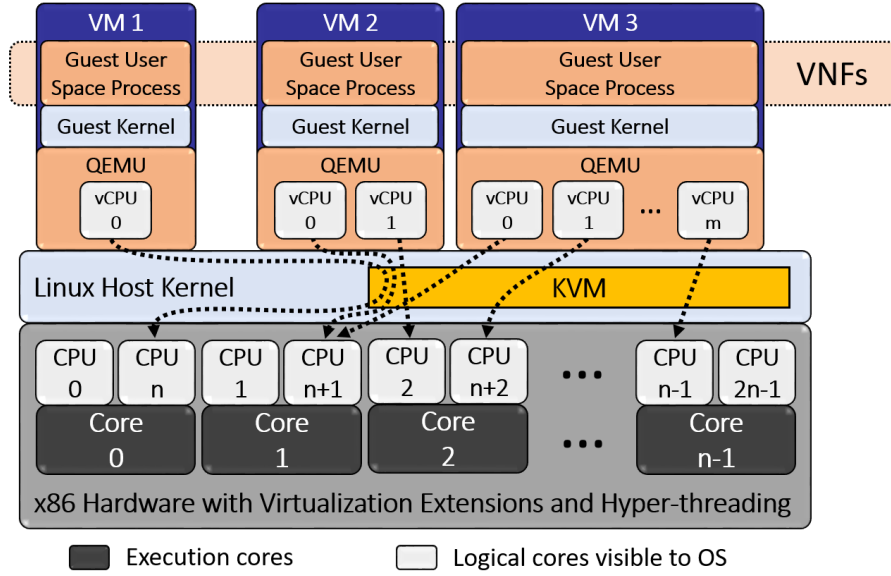 VM 1
VM 2
VM 3
Guest User
Space Process
Guest User
Space Process
Guest User
Space Process
VNFs
Guest Kernel
Guest Kernel
Guest Kernel
QEMU
QEMU
QEMU
vCPU
0
vCPU
0
vCPU
1
vCPU
0
vCPU
1
...
vCPU
m
Linux Host Kernel
KVM
CPU
0
CPU
n
CPU
1
CPU
n+1
CPU
2
CPU
n+2
...
CPU
n-1
CPU
2n-1
Core
0
Core
1
Core
2
...
Core
n-1
x86 Hardware with Virtualization Extensions and Hyper-threading
Execution cores
Logical cores visible to OS